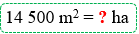 14 500 m² = ? ha